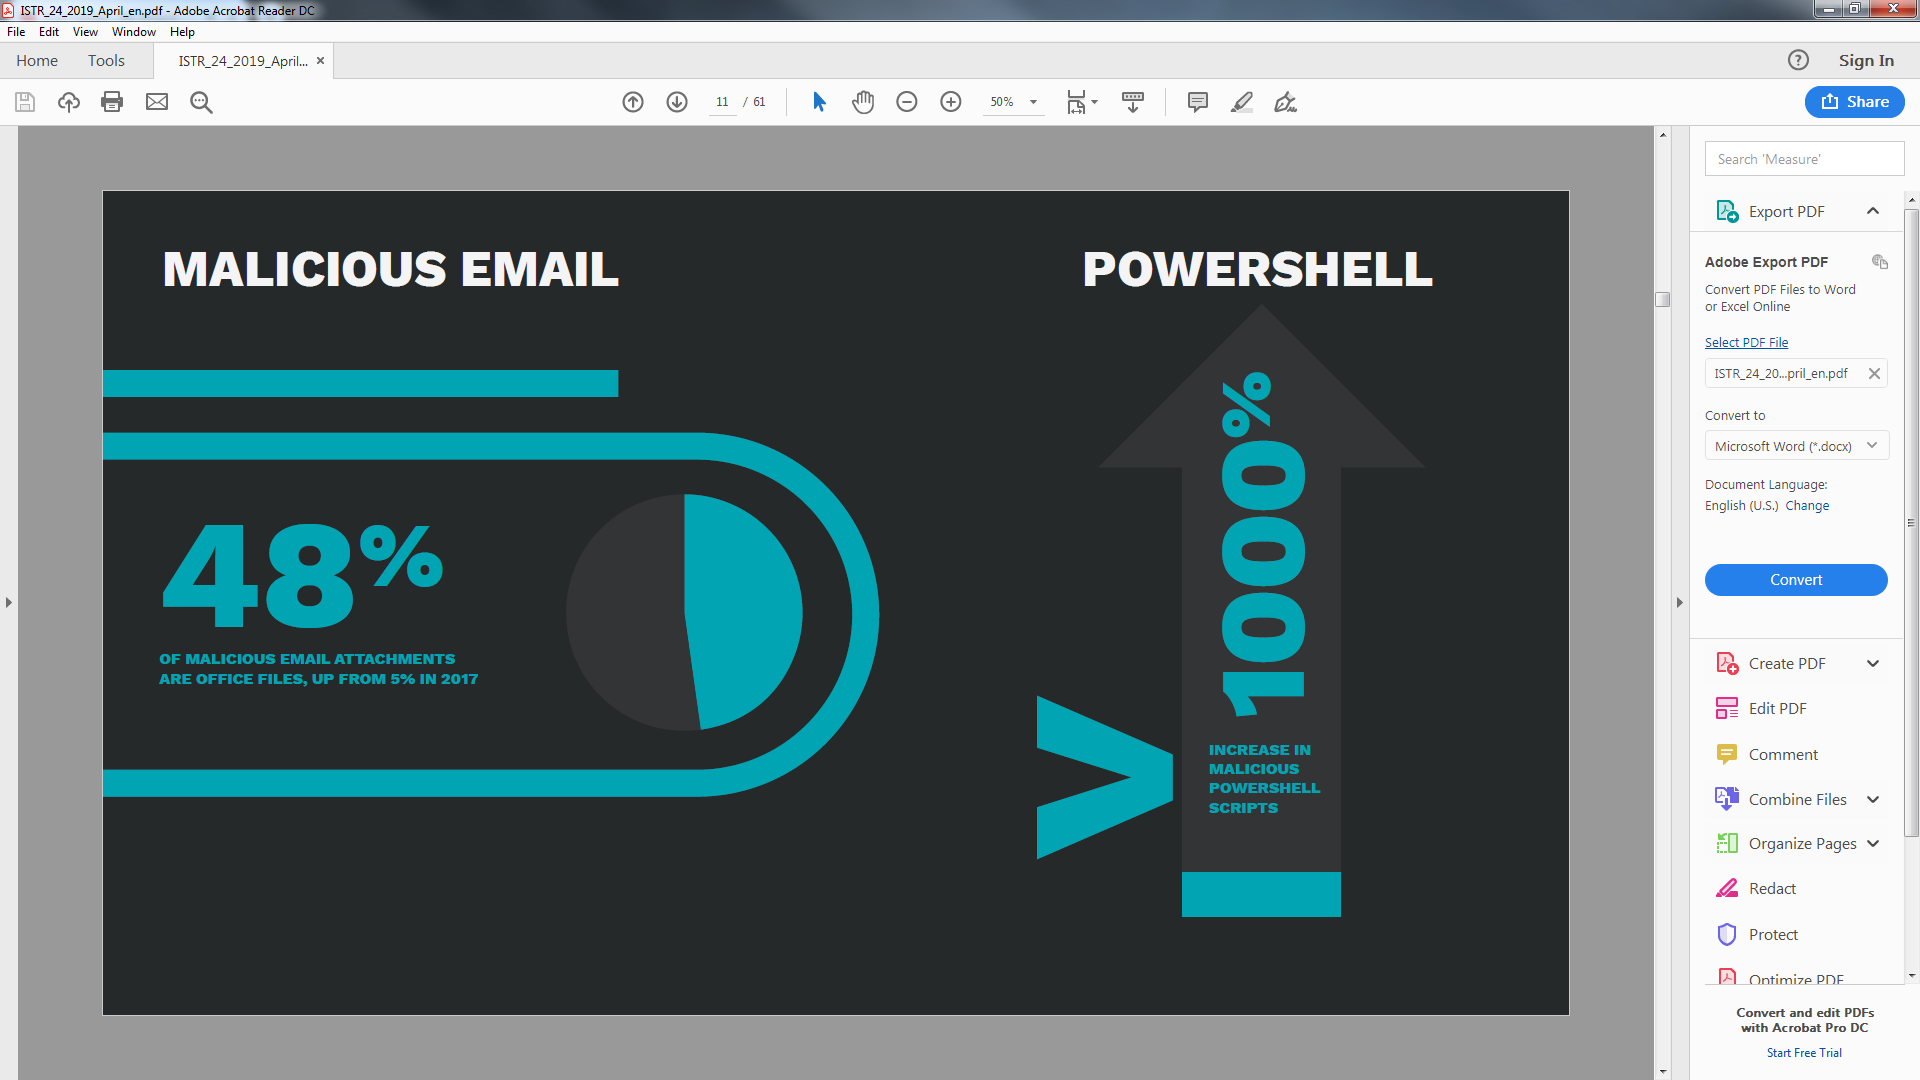 ISTR_24_2019_April_en.pdf - Adobe Acrobat Reader DC
File Edit View Window Help
Home Tools ISTR_24_2019_April... × Sign In
11 / 61 50% Share
MALICIOUS EMAIL
48%
OF MALICIOUS EMAIL ATTACHMENTS
ARE OFFICE FILES, UP FROM 5% IN 2017
POWERSHELL
> 1000%
INCREASE IN
MALICIOUS
POWERSHELL
SCRIPTS
Search 'Measure'
Export PDF
Adobe Export PDF
Convert PDF Files to Word
or Excel Online
Select PDF File
ISTR_24_20...pril_en.pdf
Convert to
Microsoft Word (*.docx)
Document Language:
English (U.S.) Change
Convert
Create PDF
Edit PDF
Comment
Combine Files
Organize Pages
Redact
Protect
Optimize PDF
Convert and edit PDFs
with Acrobat Pro DC
Start Free Trial